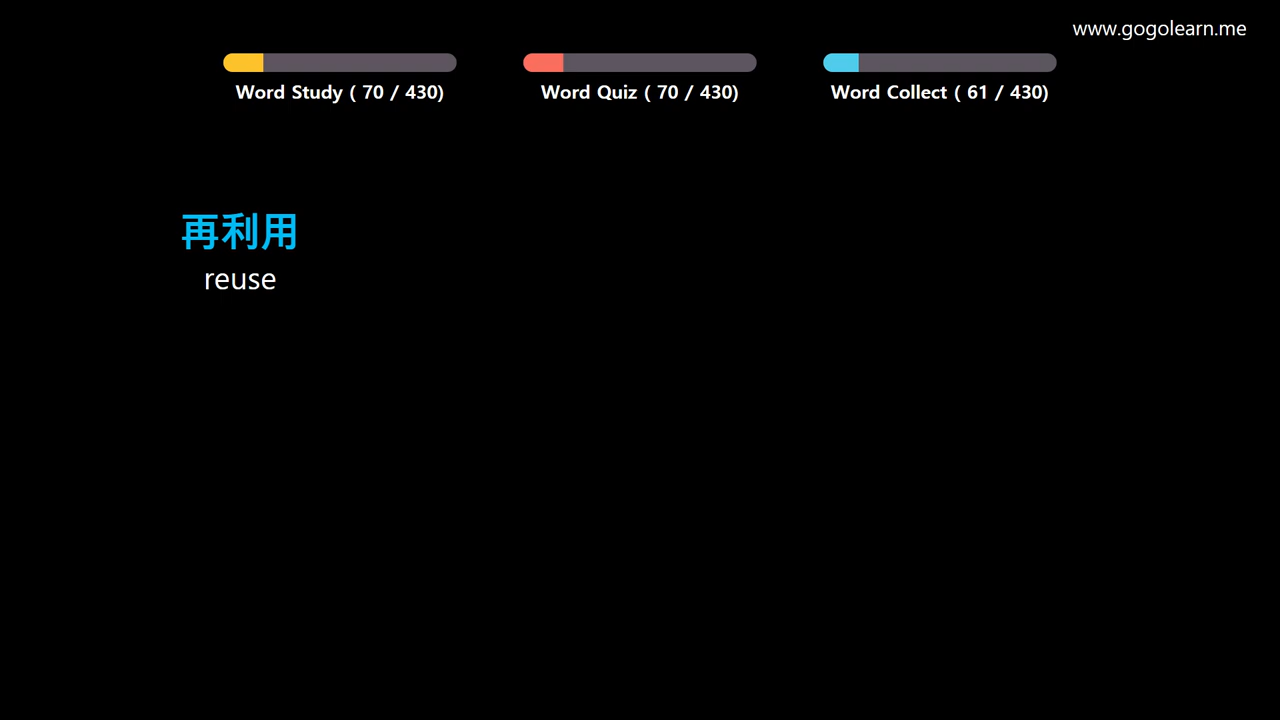 www.gogolearn.me
Word Study ( 70 / 430)
Word Quiz ( 70 / 430)
Word Collect ( 61 / 430)
再利用
reuse